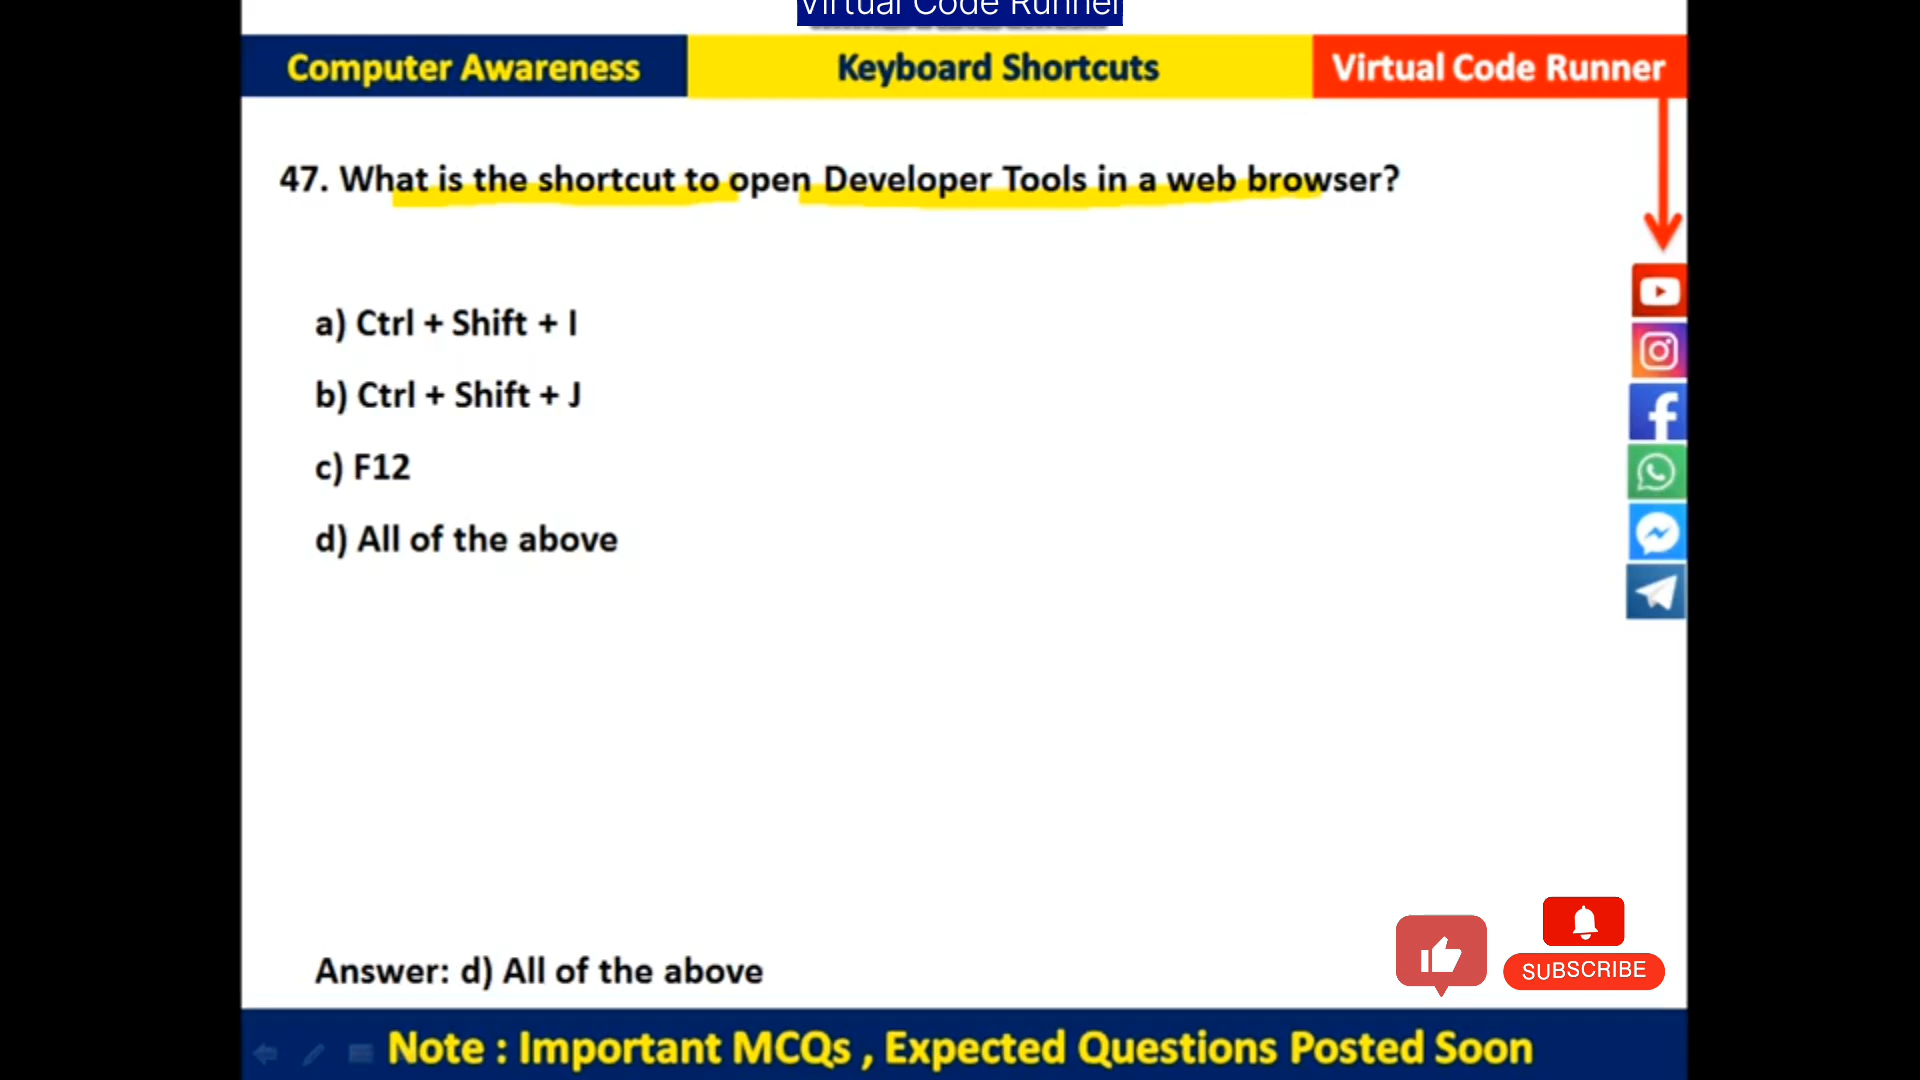 Virtual Code Runner
Computer Awareness
Keyboard Shortcuts
Virtual Code Runner
47. What is the shortcut to open Developer Tools in a web browser?
a) Ctrl + Shift + I
b) Ctrl + Shift + J
c) F12
d) All of the above
Answer: d) All of the above
SUBSCRIBE
Note : Important MCQs , Expected Questions Posted Soon